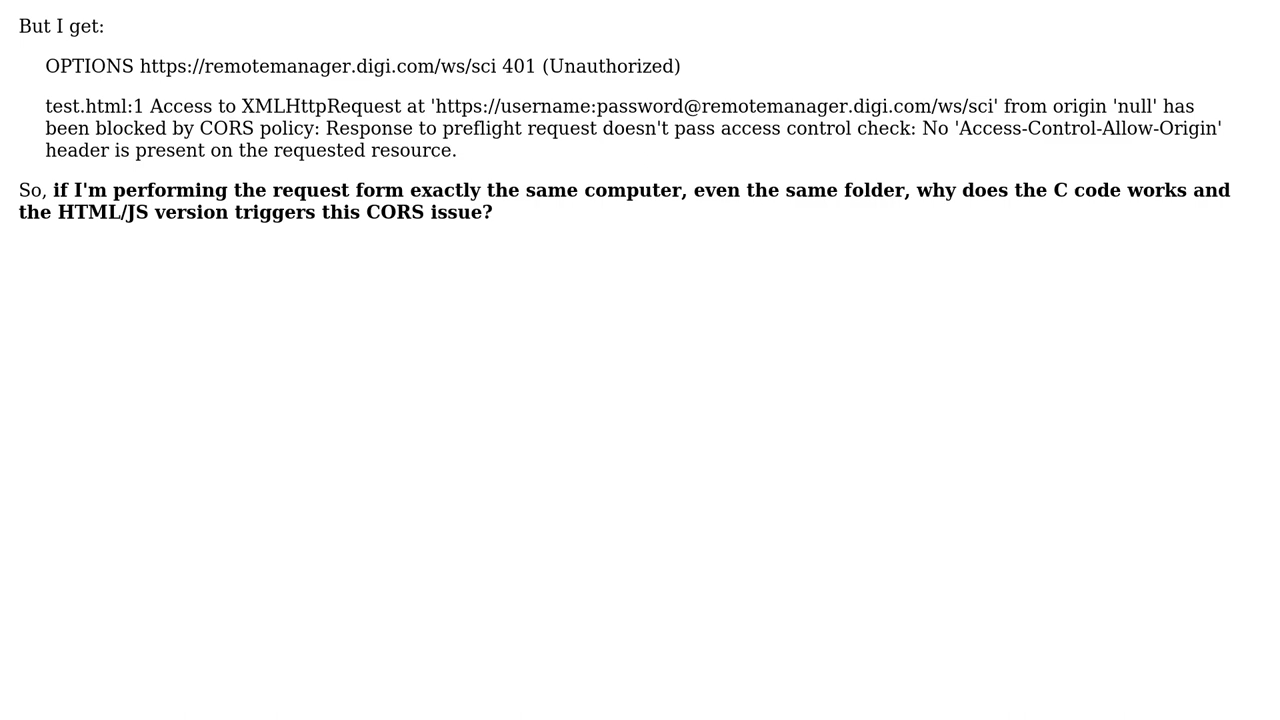 But I get:
OPTIONS https://remotemanager.digi.com/ws/sci 401 (Unauthorized)
test.html:1 Access to XMLHttpRequest at 'https://username:password@remotemanager.digi.com/ws/sci' from origin 'null' has
been blocked by CORS policy: Response to preflight request doesn't pass access control check: No 'Access-Control-Allow-Origin'
header is present on the requested resource.
So, if I'm performing the request form exactly the same computer, even the same folder, why does the C code works and
the HTML/JS version triggers this CORS issue?